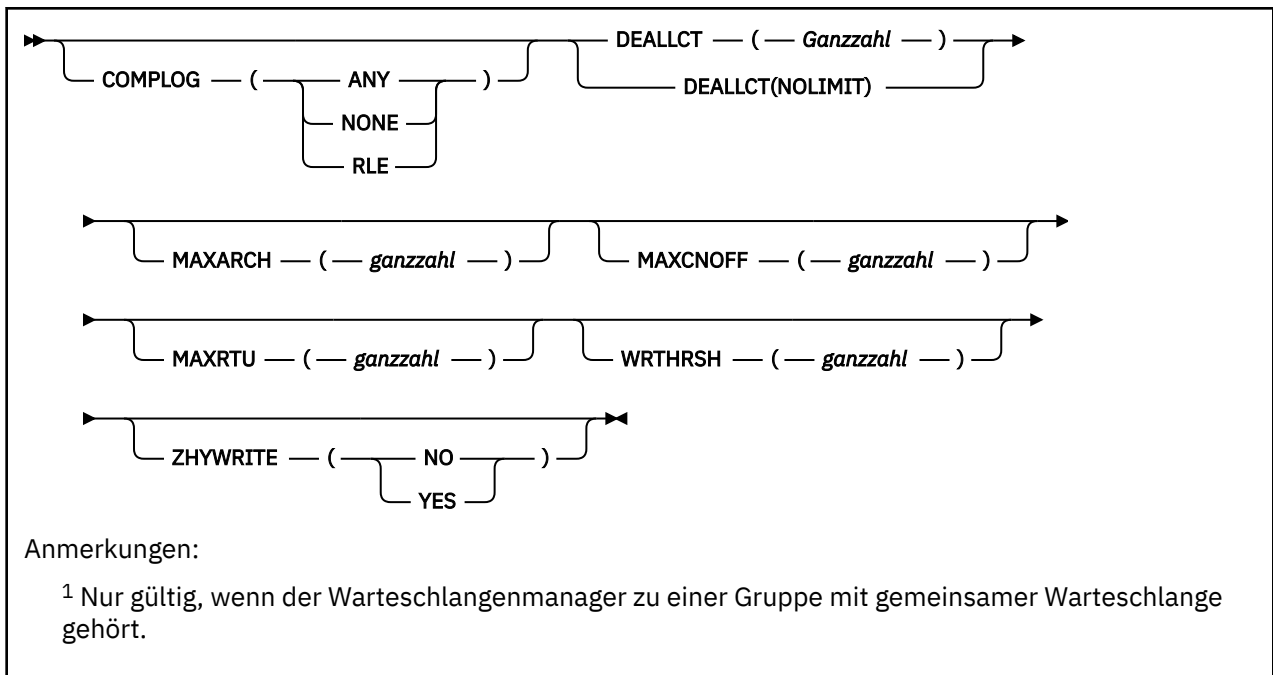 COMPLOG ( ANY ) DEALLCT ( Ganzzahl )
NONE DEALLCT(NOLIMIT)
RLE
MAXARCH ( ganzzahl ) MAXCNOFF ( ganzzahl )
MAXRTU ( ganzzahl ) WRTHRSH ( ganzzahl )
ZHYWRITE ( NO )
YES
Anmerkungen:
1 Nur gültig, wenn der Warteschlangenmanager zu einer Gruppe mit gemeinsamer Warteschlange
gehört.